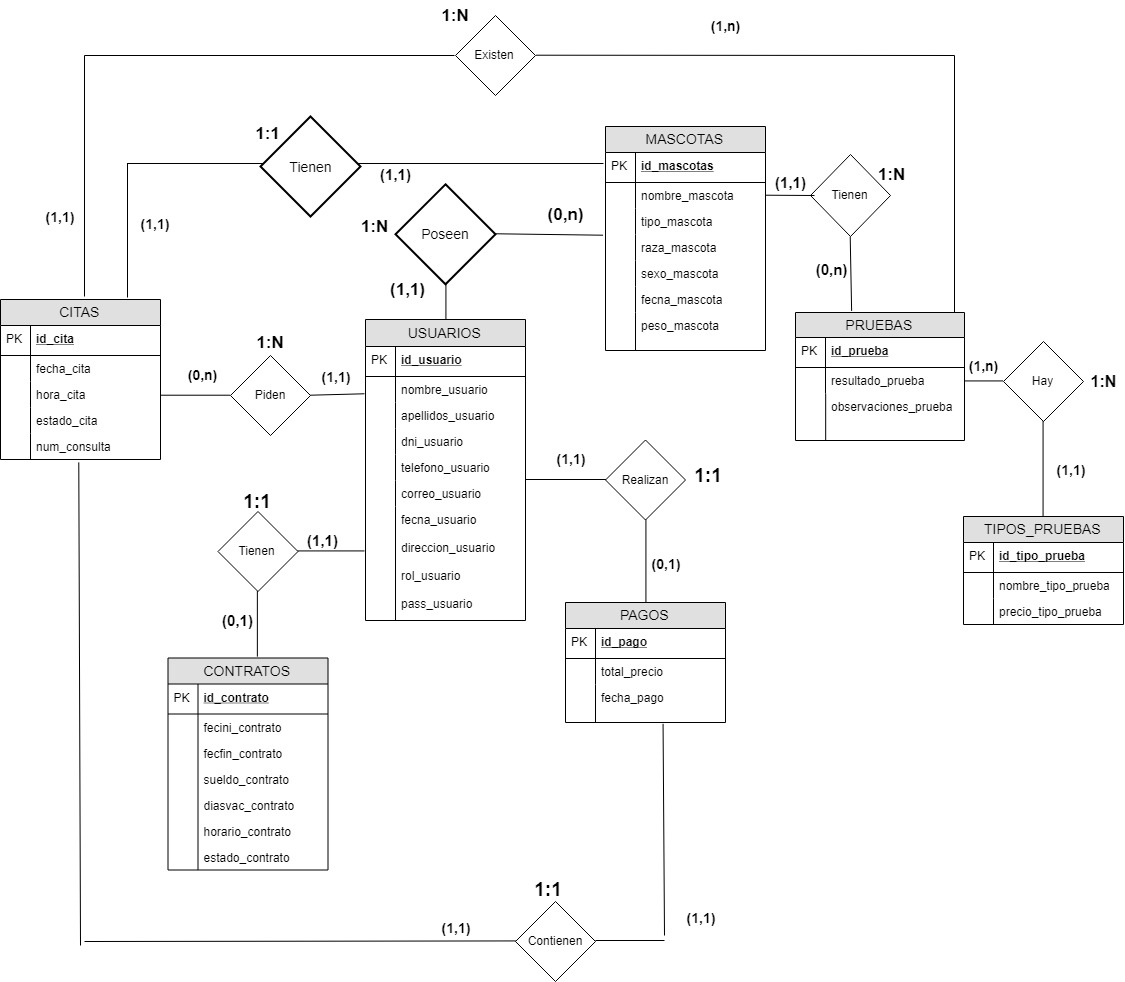 1:N
(1,n)
Existen
1:1
Tienen
(1,1)
(1,1)
(1,1)
MASCOTAS
PK id_mascotas
nombre_mascota
tipo_mascota
raza_mascota
sexo_mascota
fecna_mascota
peso_mascota
(1,1)
Tienen
1:N
(0,n)
1:N
Poseen
(0,n)
(1,1)
CITAS
PK id_cita
fecha_cita
hora_cita
estado_cita
num_consulta
1:N
(0,n)
Piden
(1,1)
USUARIOS
PK id_usuario
nombre_usuario
apellidos_usuario
dni_usuario
telefono_usuario
correo_usuario
fecna_usuario
direccion_usuario
rol_usuario
pass_usuario
PRUEBAS
PK id_prueba
resultado_prueba
observaciones_prueba
(1,n)
Hay
1:N
(1,1)
TIPOS_PRUEBAS
PK id_tipo_prueba
nombre_tipo_prueba
precio_tipo_prueba
(1,1)
Realizan
1:1
(0,1)
1:1
Tienen
(1,1)
(0,1)
PAGOS
PK id_pago
total_precio
fecha_pago
CONTRATOS
PK id_contrato
fecini_contrato
fecfin_contrato
sueldo_contrato
diasvac_contrato
horario_contrato
estado_contrato
1:1
(1,1)
Contienen
(1,1)